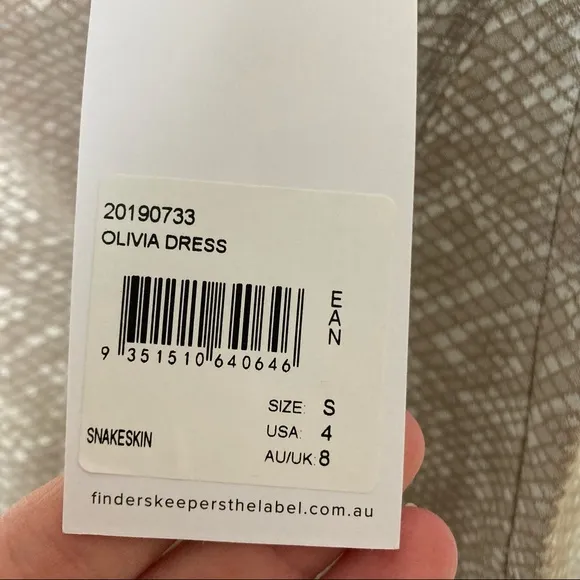 20190733
OLIVIA DRESS
EAN
9 351510 640646
SIZE: S
USA: 4
SNAKESKIN
AU/UK: 8
finderskeepersthelabel.com.au